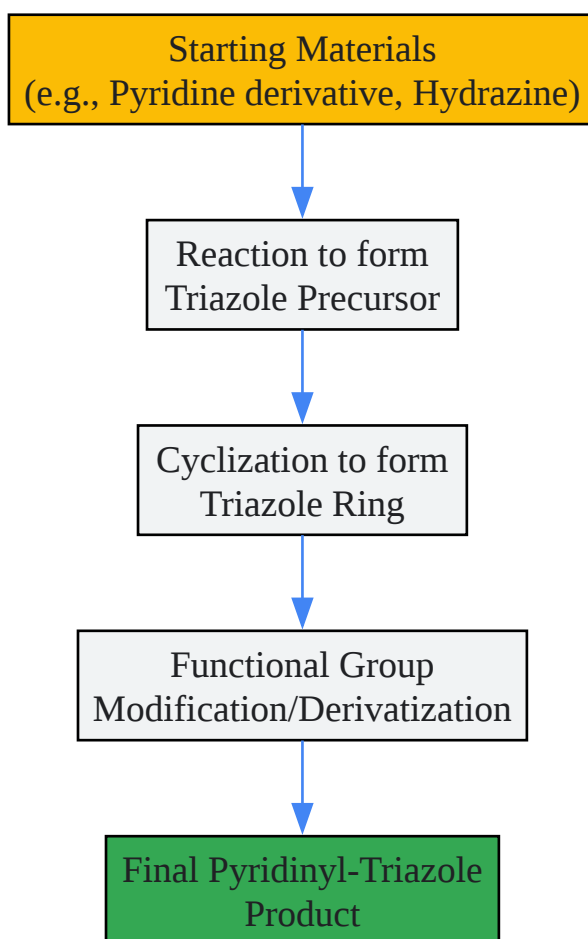 Starting Materials
(e.g., Pyridine derivative, Hydrazine)
Reaction to form
Triazole Precursor
Cyclization to form
Triazole Ring
Functional Group
Modification/Derivatization
Final Pyridinyl-Triazole
Product